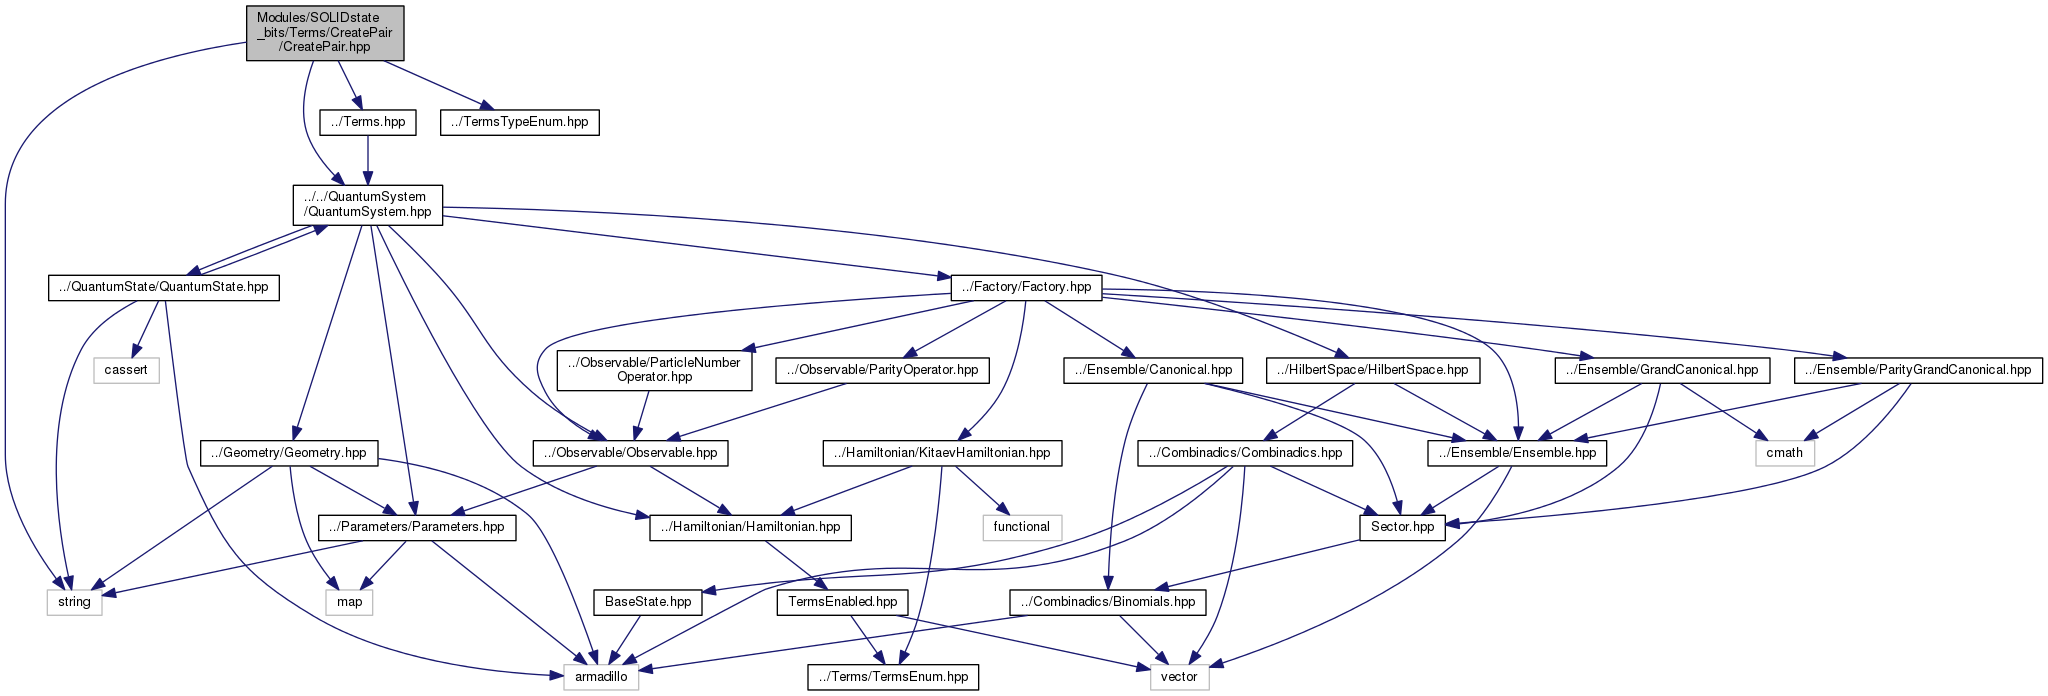 Modules/SOLIDstate
_bits/Terms/CreatePair
/CreatePair.hpp
../Terms.hpp
../TermsTypeEnum.hpp
../../QuantumSystem
/QuantumSystem.hpp
../QuantumState/QuantumState.hpp
../Factory/Factory.hpp
cassert
../Observable/ParticleNumber
Operator.hpp
../Observable/ParityOperator.hpp
../Ensemble/Canonical.hpp
../HilbertSpace/HilbertSpace.hpp
../Ensemble/GrandCanonical.hpp
../Ensemble/ParityGrandCanonical.hpp
../Geometry/Geometry.hpp
../Observable/Observable.hpp
../Hamiltonian/KitaevHamiltonian.hpp
../Combinadics/Combinadics.hpp
../Ensemble/Ensemble.hpp
cmath
../Parameters/Parameters.hpp
../Hamiltonian/Hamiltonian.hpp
functional
Sector.hpp
string
map
BaseState.hpp
TermsEnabled.hpp
../Combinadics/Binomials.hpp
armadillo
../Terms/TermsEnum.hpp
vector